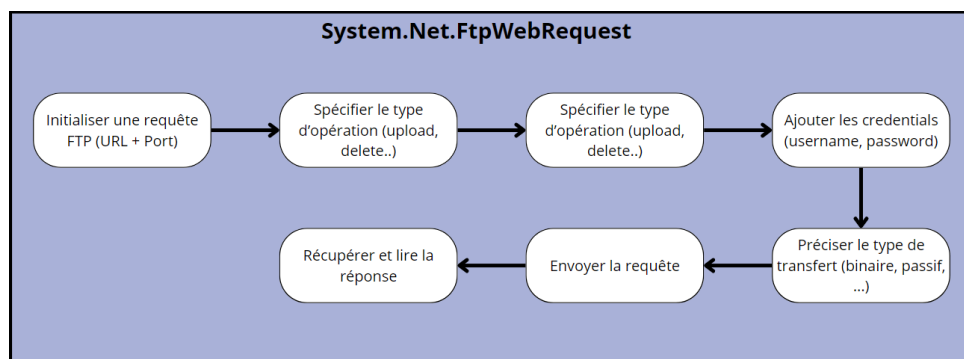 System.Net.FtpWebRequest
Initialiser une requête
FTP (URL + Port)
Spécifier le type
d'opération (upload,
delete..)
Spécifier le type
d'opération (upload,
delete..)
Ajouter les credentials
(username, password)
Préciser le type de
transfert (binaire, passif,
...)
Envoyer la requête
Récupérer et lire la
réponse